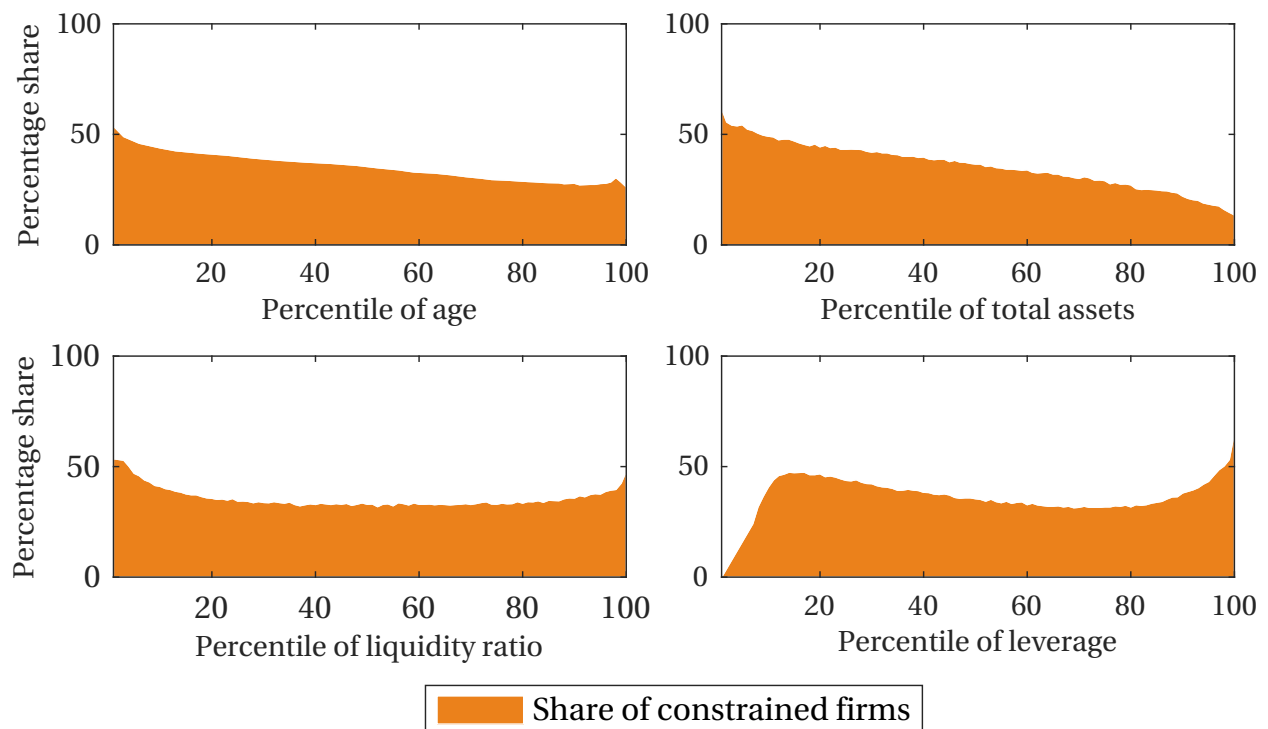 100
50
0
Percentage share
20 40 60 80 100
Percentile of age
100
50
0
20 40 60 80 100
Percentile of total assets
100
50
0
Percentage share
20 40 60 80 100
Percentile of liquidity ratio
100
50
0
20 40 60 80 100
Percentile of leverage
Share of constrained firms